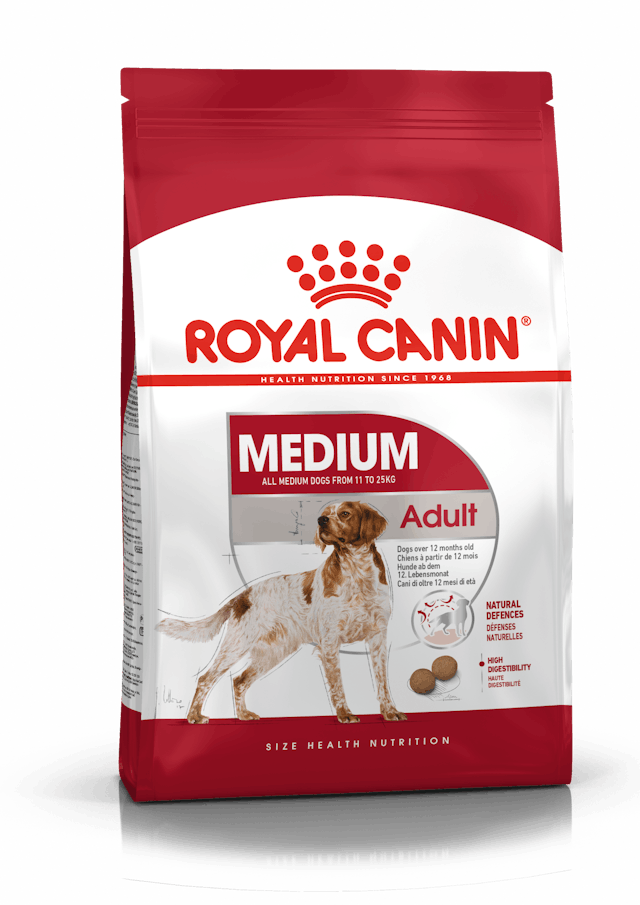 ROYAL CANIN®
HEALTH NUTRITION SINCE 1968
MEDIUM
ALL MEDIUM DOGS FROM 11 TO 25KG
Adult
Dogs over 12 months old
Chiens à partir de 12 mois
Hunde ab dem
12. Lebensmonat
Cani di oltre 12 mesi di età
NATURAL
DEFENCES
DÉFENSES
NATURELLES
HIGH
DIGESTIBILITY
HAUTE
DIGESTIBILITÉ
SIZE HEALTH NUTRITION